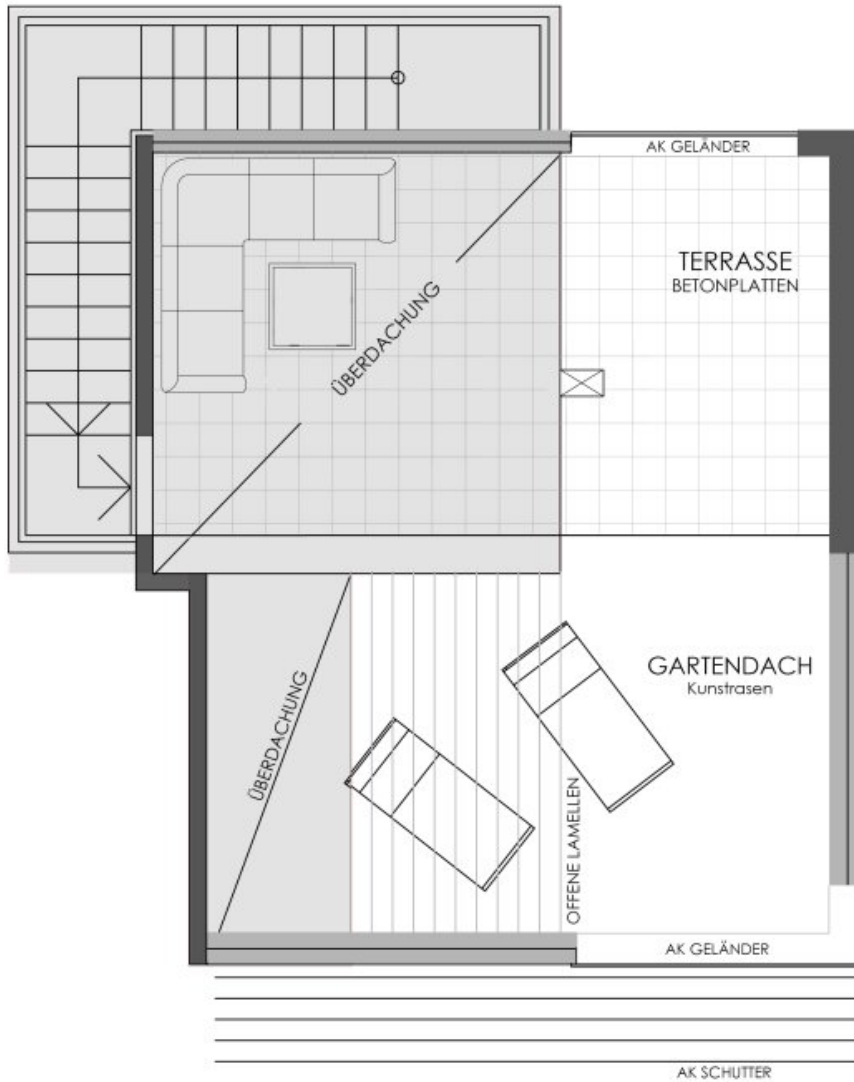 AK GELÄNDER
TERRASSE
BETONPLATTEN
ÜBERDACHUNG
GARTENDACH
Kunstrasen
ÜBERDACHUNG
OFFENE LAMELLEN
AK GELÄNDER
AK SCHUTTER